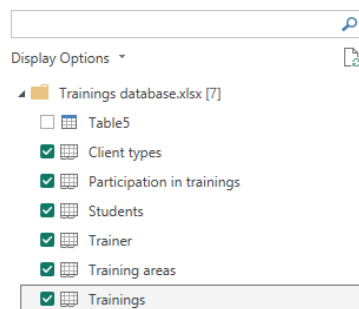 Display Options
Trainings database.xlsx [7]
Table5
Client types
Participation in trainings
Students
Trainer
Training areas
Trainings